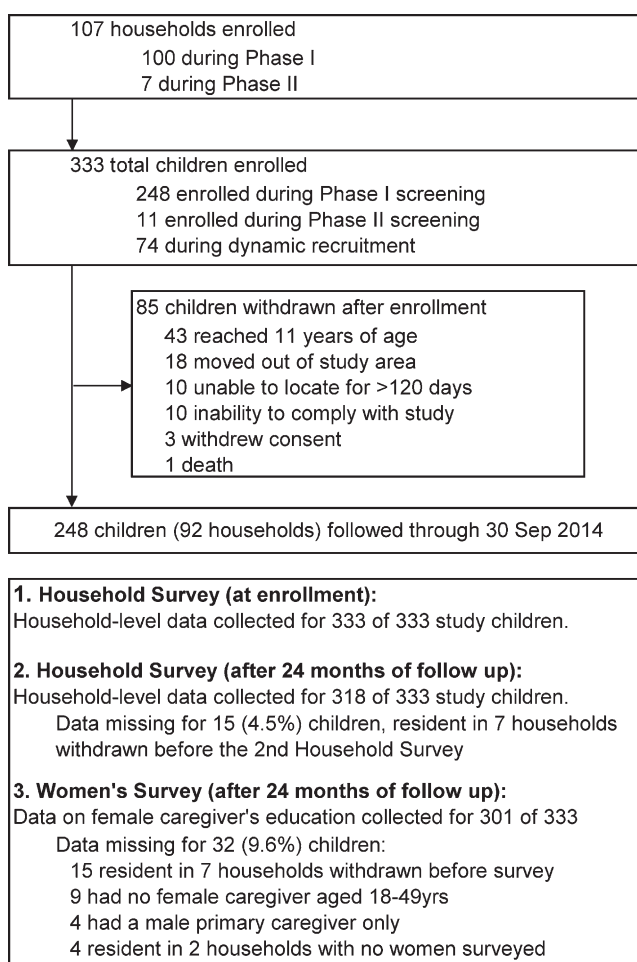 107 households enrolled
100 during Phase I
7 during Phase II
333 total children enrolled
248 enrolled during Phase I screening
11 enrolled during Phase II screening
74 during dynamic recruitment
85 children withdrawn after enrollment
43 reached 11 years of age
18 moved out of study area
10 unable to locate for >120 days
10 inability to comply with study
3 withdrew consent
1 death
248 children (92 households) followed through 30 Sep 2014
1. Household Survey (at enrollment):
Household-level data collected for 333 of 333 study children.
2. Household Survey (after 24 months of follow up):
Household-level data collected for 318 of 333 study children.
Data missing for 15 (4.5%) children, resident in 7 households
withdrawn before the 2nd Household Survey
3. Women's Survey (after 24 months of follow up):
Data on female caregiver's education collected for 301 of 333
Data missing for 32 (9.6%) children:
15 resident in 7 households withdrawn before survey
9 had no female caregiver aged 18-49yrs
4 had a male primary caregiver only
4 resident in 2 households with no women surveyed